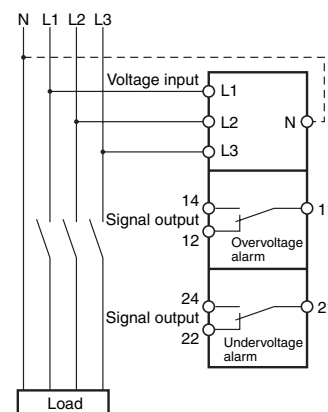 N L1 L2 L3
Voltage input
L1
L2
N
L3
14
1
Signal output
12
Overvoltage
alarm
24
2
Signal output
22
Undervoltage
alarm
Load